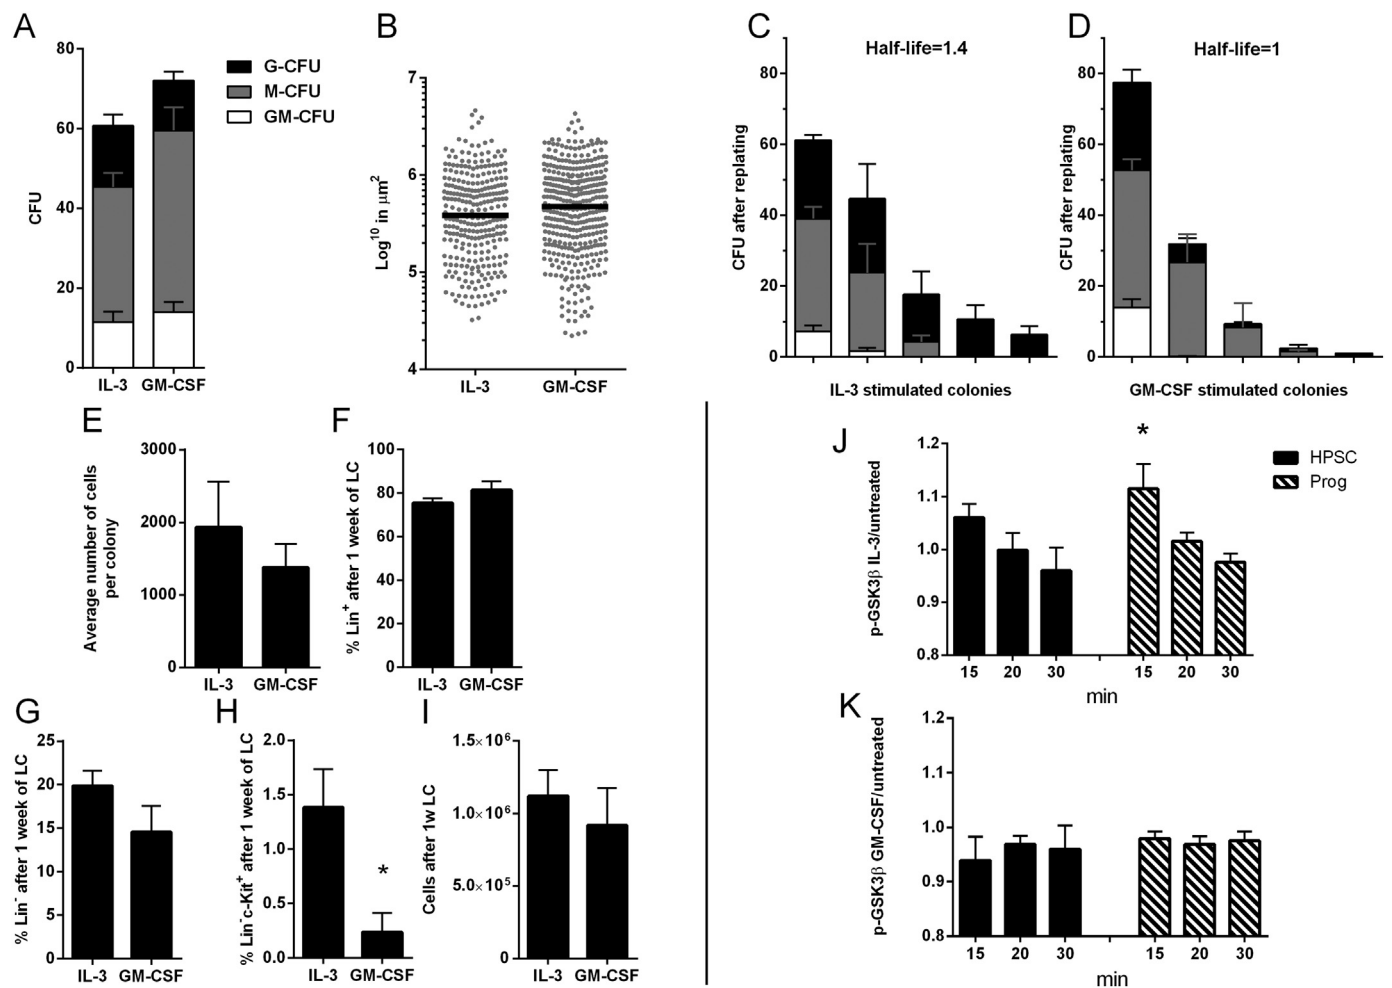 A
80
60
40
20
0
CFU
IL-3 GM-CSF
G-CFU
M-CFU
GM-CFU
B
7
6
5
4
Log¹⁰ in µm²
IL-3 GM-CSF
C
Half-life=1.4
80
60
40
20
0
CFU after replating
IL-3 stimulated colonies
D
Half-life=1
80
60
40
20
0
CFU after replating
GM-CSF stimulated colonies
E
3000
2000
1000
0
Average number of cells
per colony
IL-3 GM-CSF
F
100
80
60
40
20
0
% Lin⁺ after 1 week of LC
IL-3 GM-CSF
G
25
20
15
10
5
0
% Lin⁻ after 1 week of LC
IL-3 GM-CSF
H
2.0
1.5
1.0
0.5
0.0
% Lin⁻c-Kit⁺ after 1 week of LC
*
IL-3 GM-CSF
I
1.5×10⁶
1.0×10⁶
5.0×10⁵
0
Cells after 1w LC
IL-3 GM-CSF
J
1.2
1.1
1.0
0.9
0.8
p-GSK3β IL-3/untreated
*
HPSC
Prog
15 20 30 15 20 30
min
K
1.2
1.1
1.0
0.9
0.8
p-GSK3β GM-CSF/untreated
15 20 30 15 20 30
min